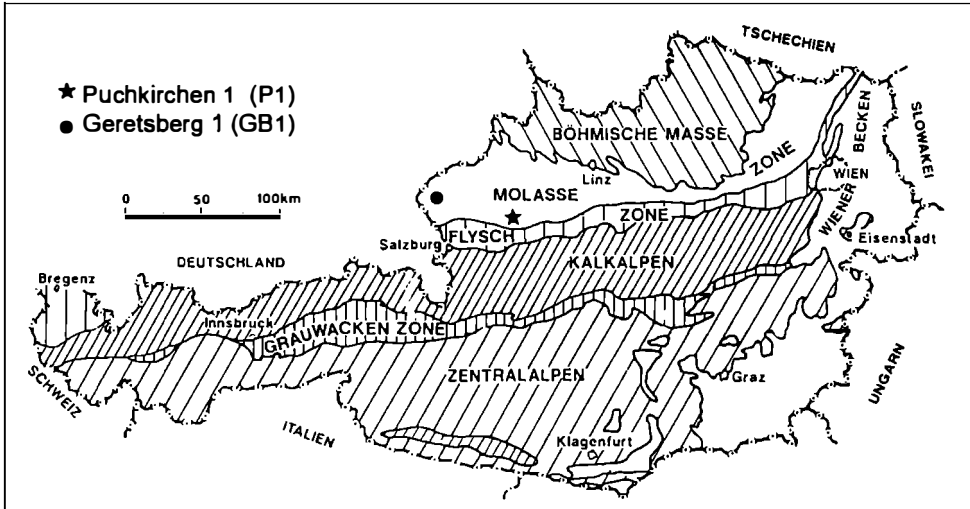 TSCHECHIEN
Puchkirchen 1 (P1)
Geretsberg 1 (GB1)
BÖHMISCHE MASSE
BECKEN
SLOWAKEI
Linz
ZONE
WIEN
0 50 100km
MOLASSE
ZONE
WIENER
Eisenstadt
Salzburg
FLYSCH
KALKALPEN
DEUTSCHLAND
Bregenz
Innsbruck
GRAUWACKEN ZONE
ZENTRALALPEN
Graz
UNGARN
SCHWEIZ
ITALIEN
Klagenfurt